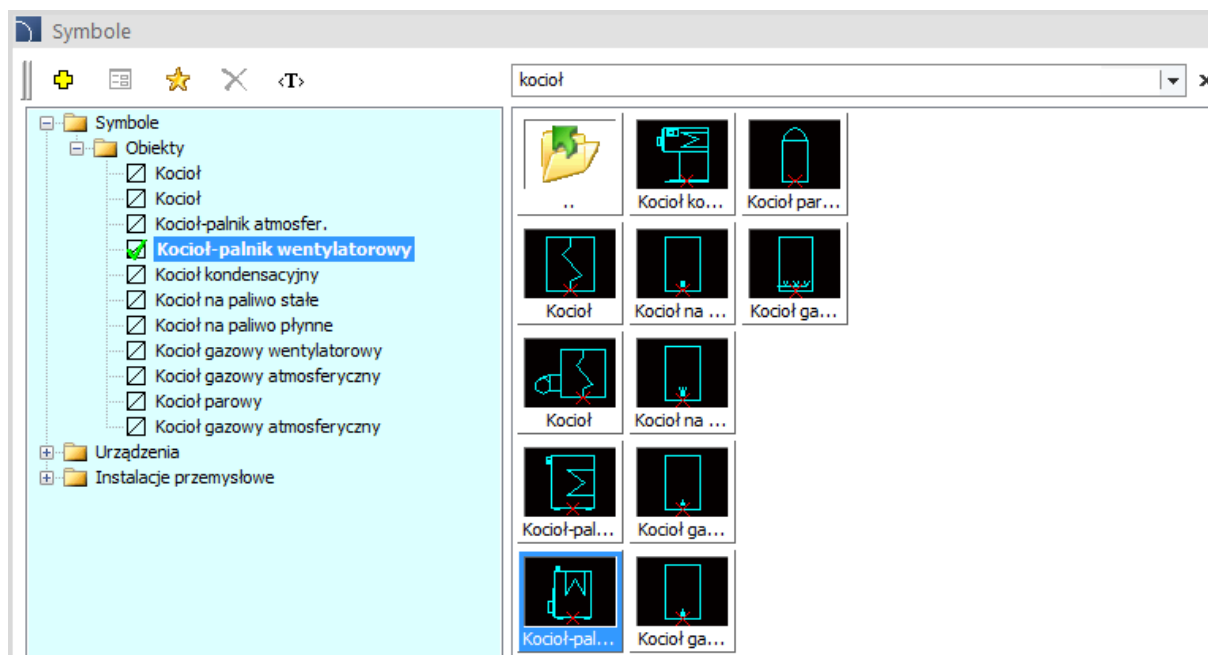 Symbole
<T>
kocioł
Symbole
Obiekty
Kocioł
Kocioł
Kocioł-palnik atmosfer.
Kocioł-palnik wentylatorowy
Kocioł kondensacyjny
Kocioł na paliwo stałe
Kocioł na paliwo płynne
Kocioł gazowy wentylatorowy
Kocioł gazowy atmosferyczny
Kocioł parowy
Kocioł gazowy atmosferyczny
Urządzenia
Instalacje przemysłowe
.. Kocioł ko... Kocioł par...
Kocioł Kocioł na ... Kocioł ga...
Kocioł Kocioł na ...
Kocioł-pal... Kocioł ga...
Kocioł-pal... Kocioł ga...